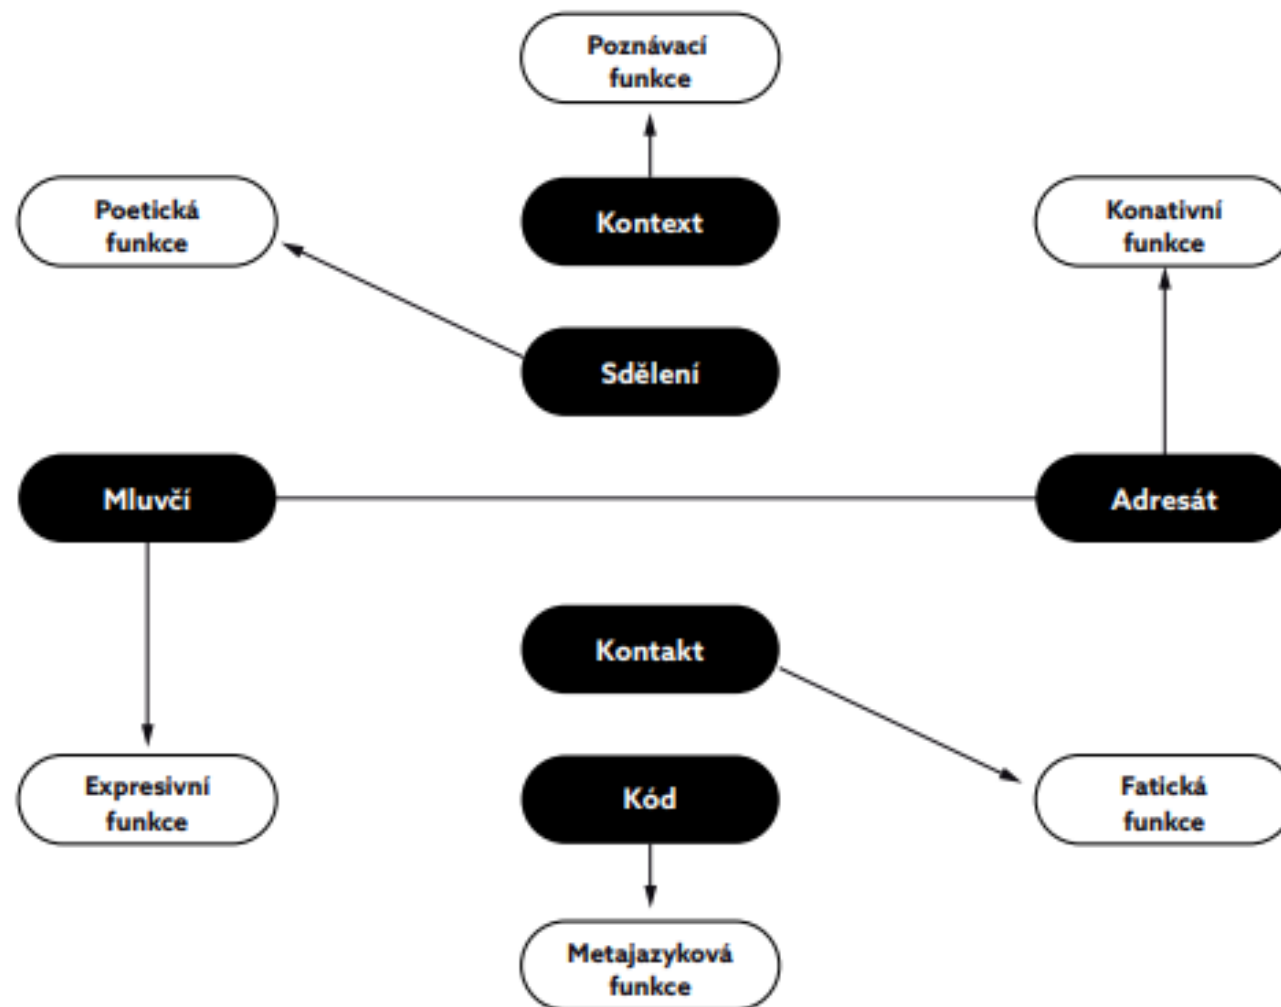 Poznávací
funkce
Poetická
funkce
Kontext
Konativní
funkce
Sdělení
Mluvčí
Adresát
Kontakt
Expresivní
funkce
Kód
Fatická
funkce
Metajazyková
funkce